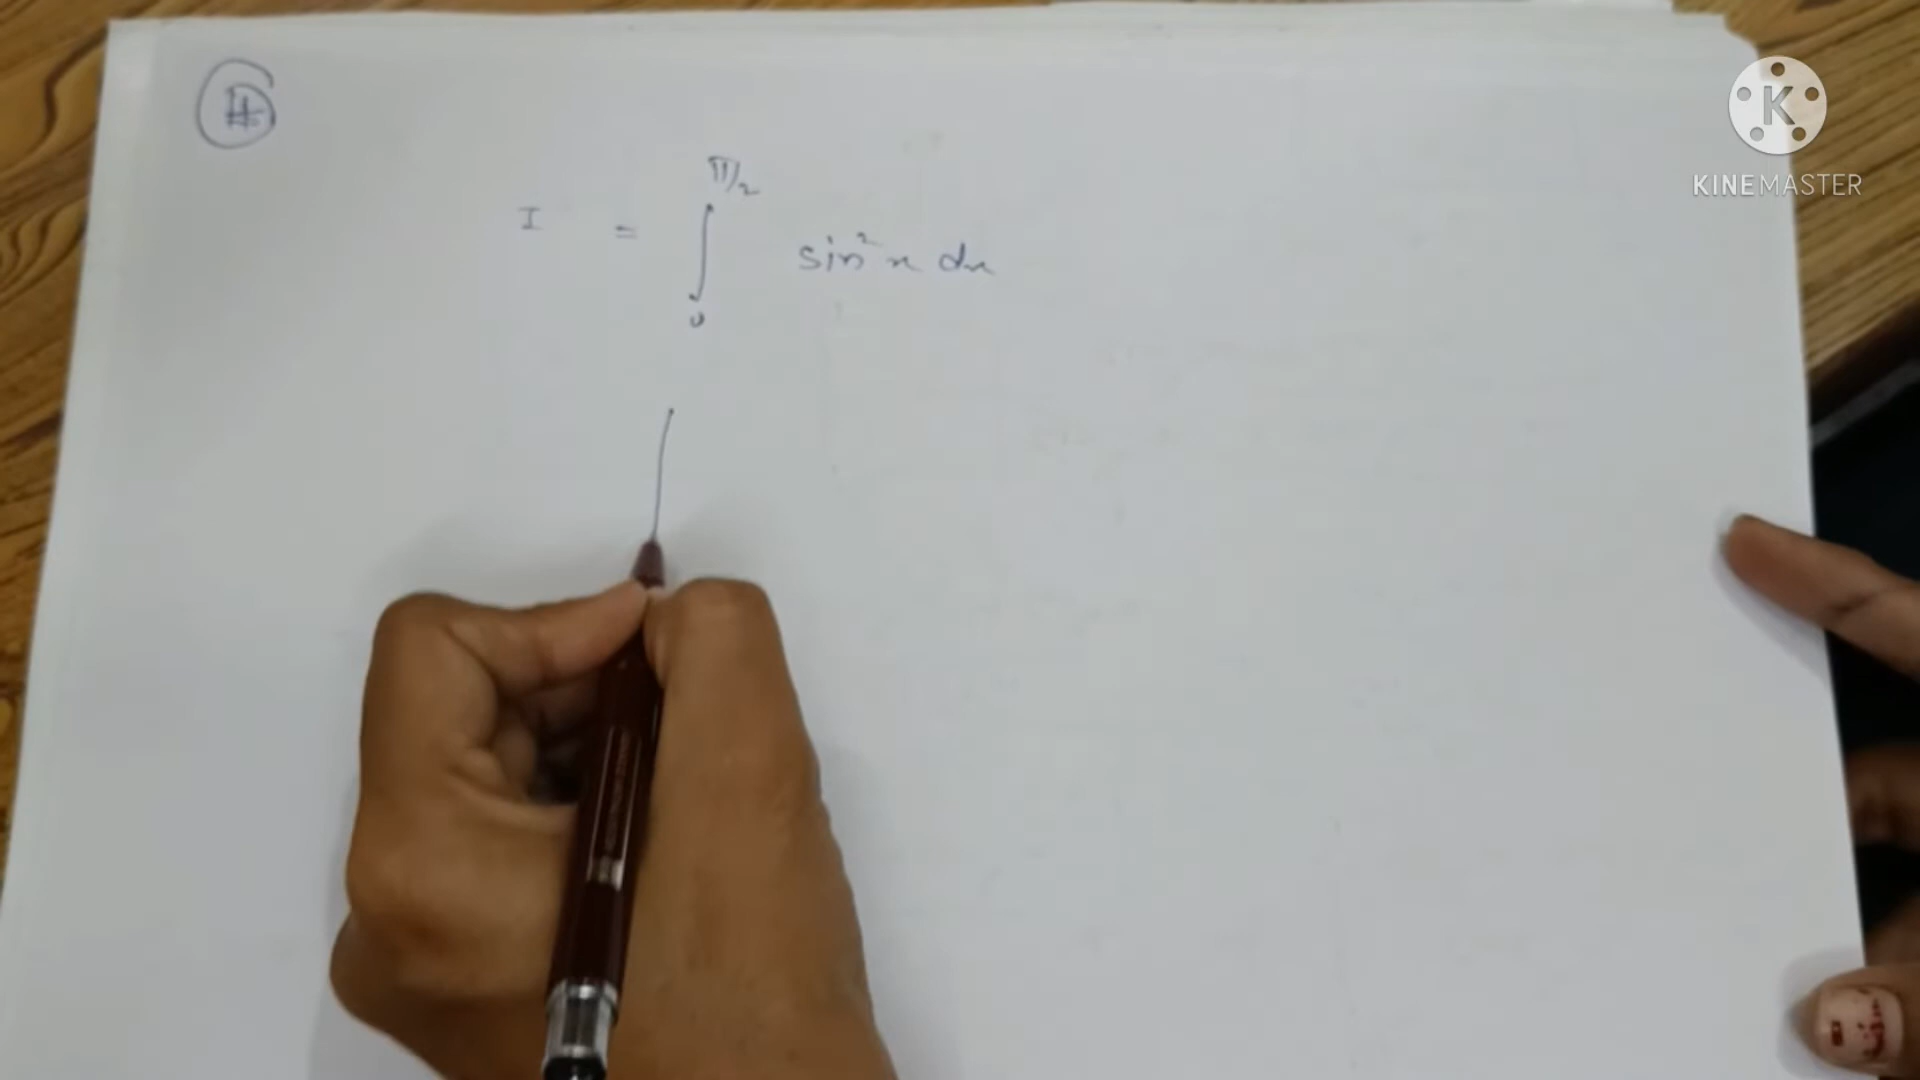 #
π/2
I = ∫ sin²x dx
0
K
KINEMASTER